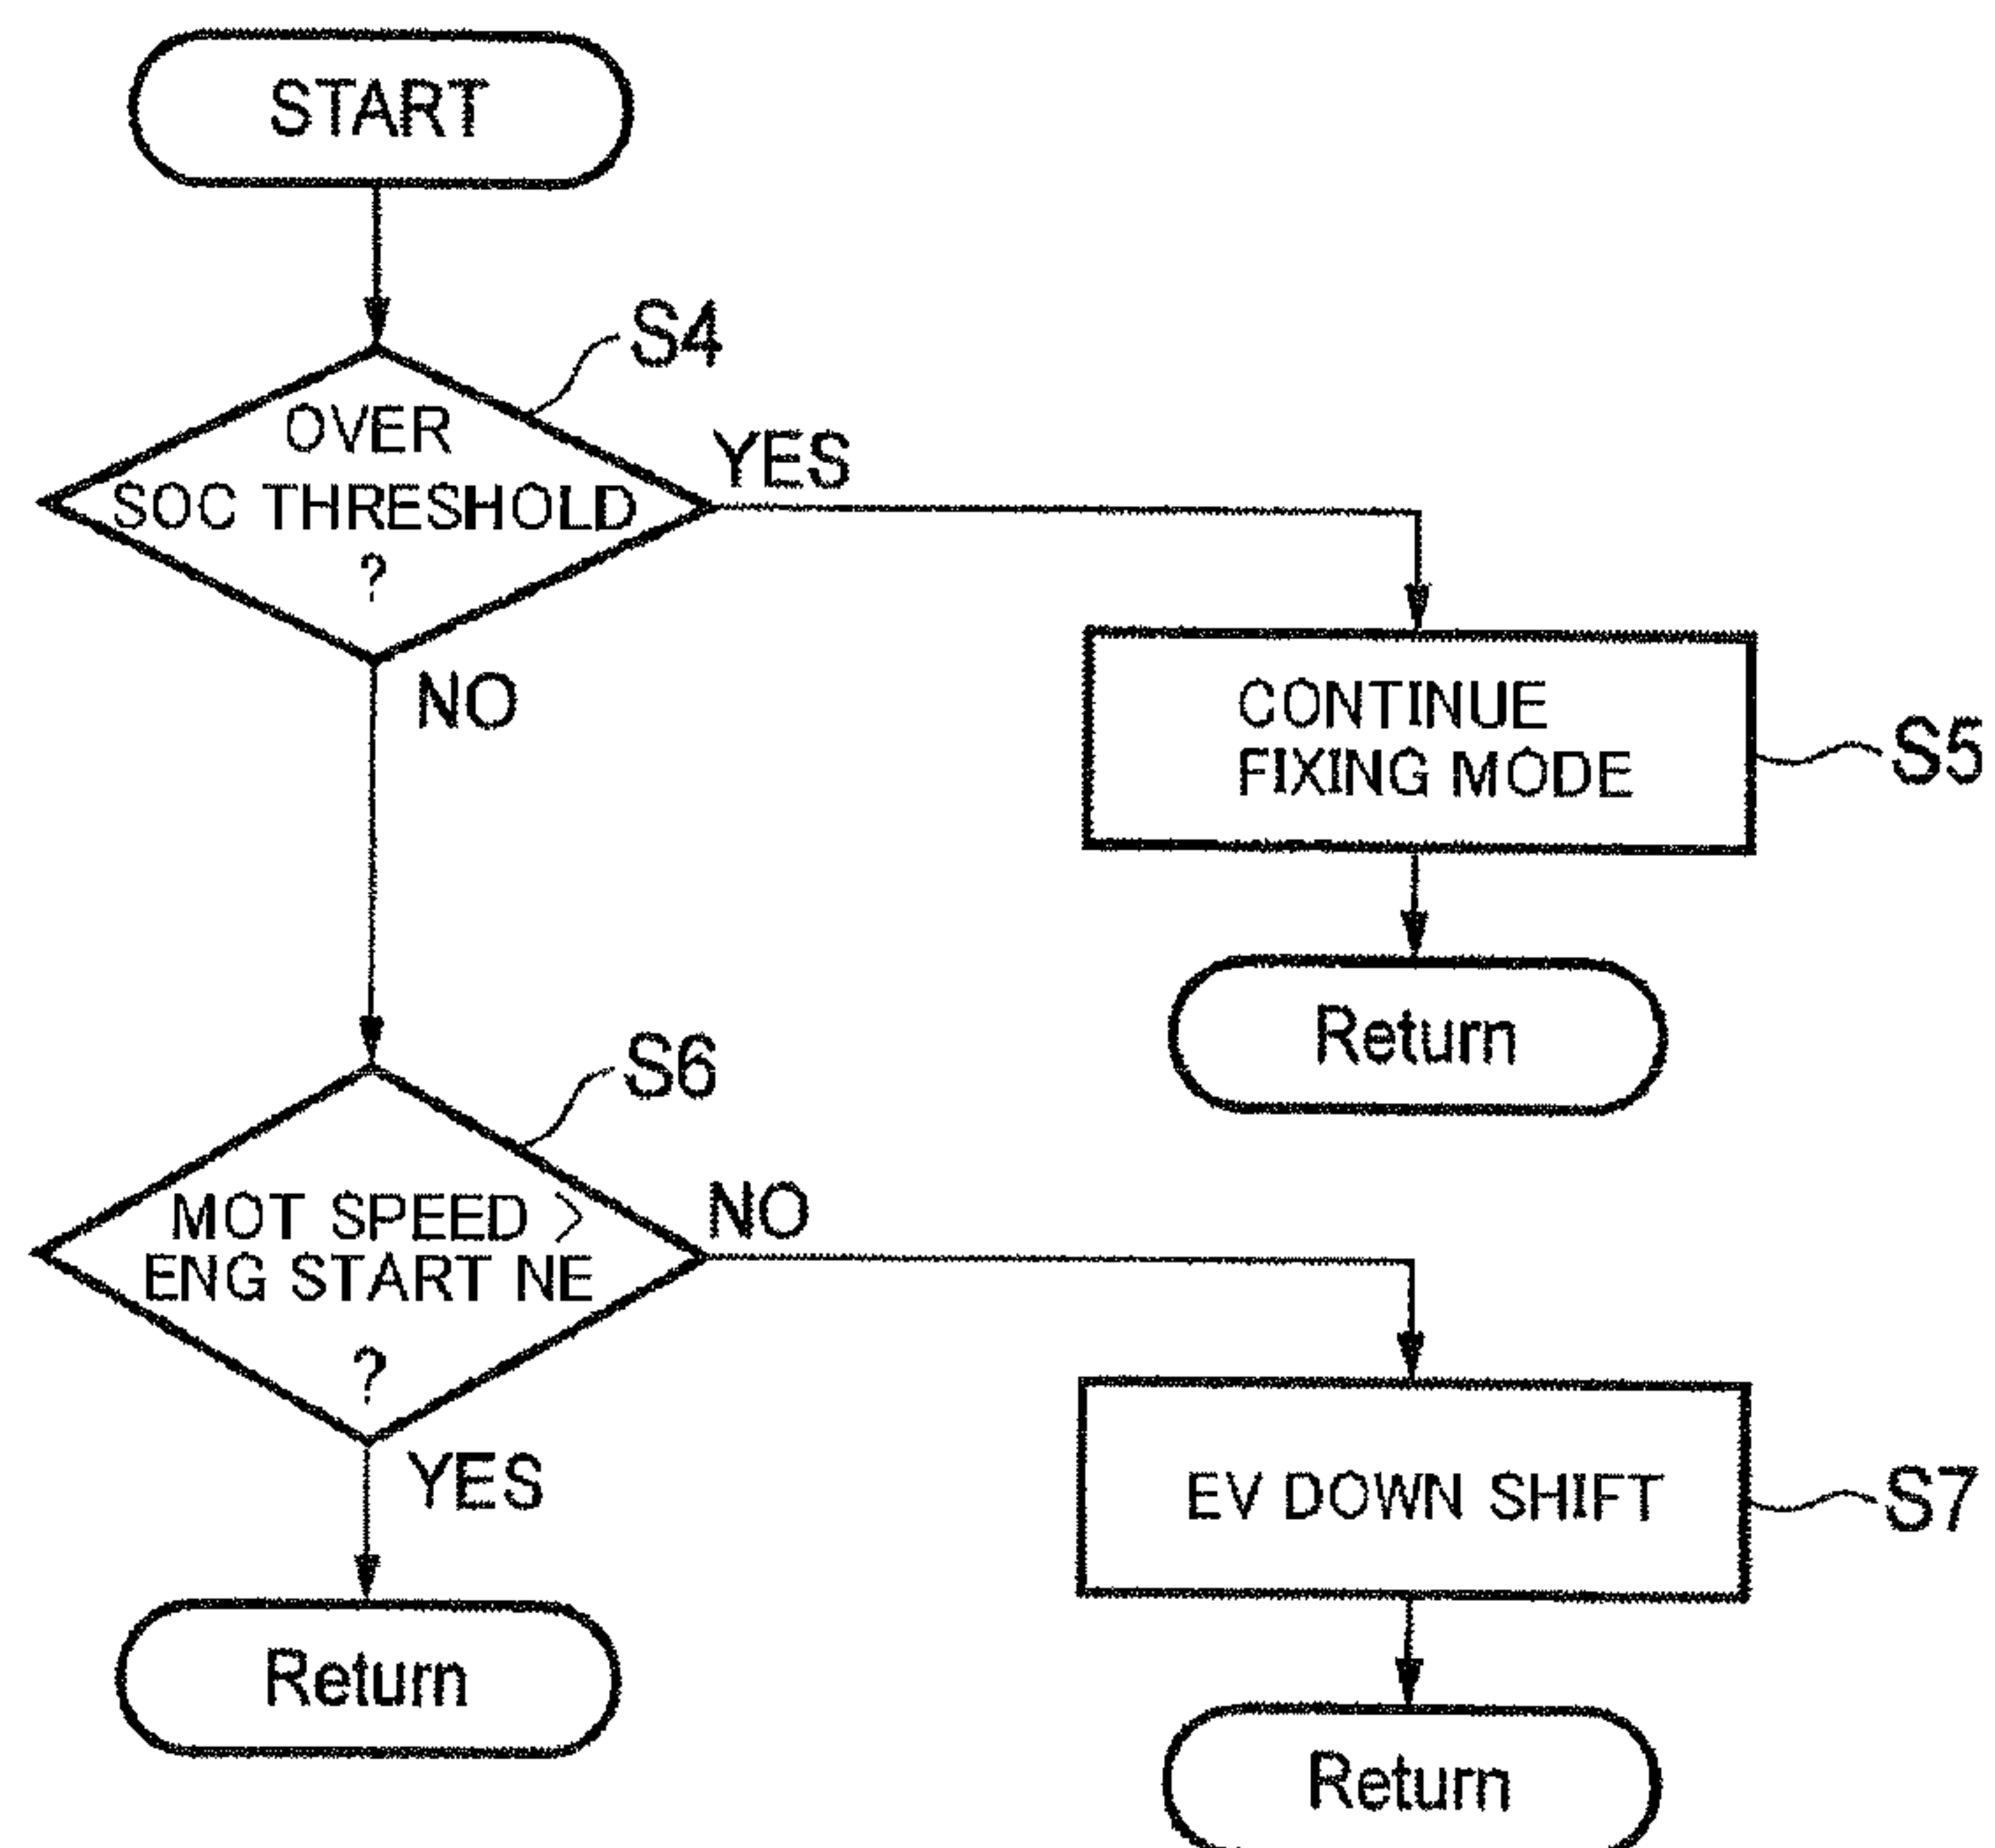 START
S4
OVER
SOC THRESHOLD
?
YES
NO
CONTINUE
FIXING MODE
S5
Return
S6
MOT SPEED >
ENG START NE
?
NO
YES
EV DOWN SHIFT
S7
Return
Return